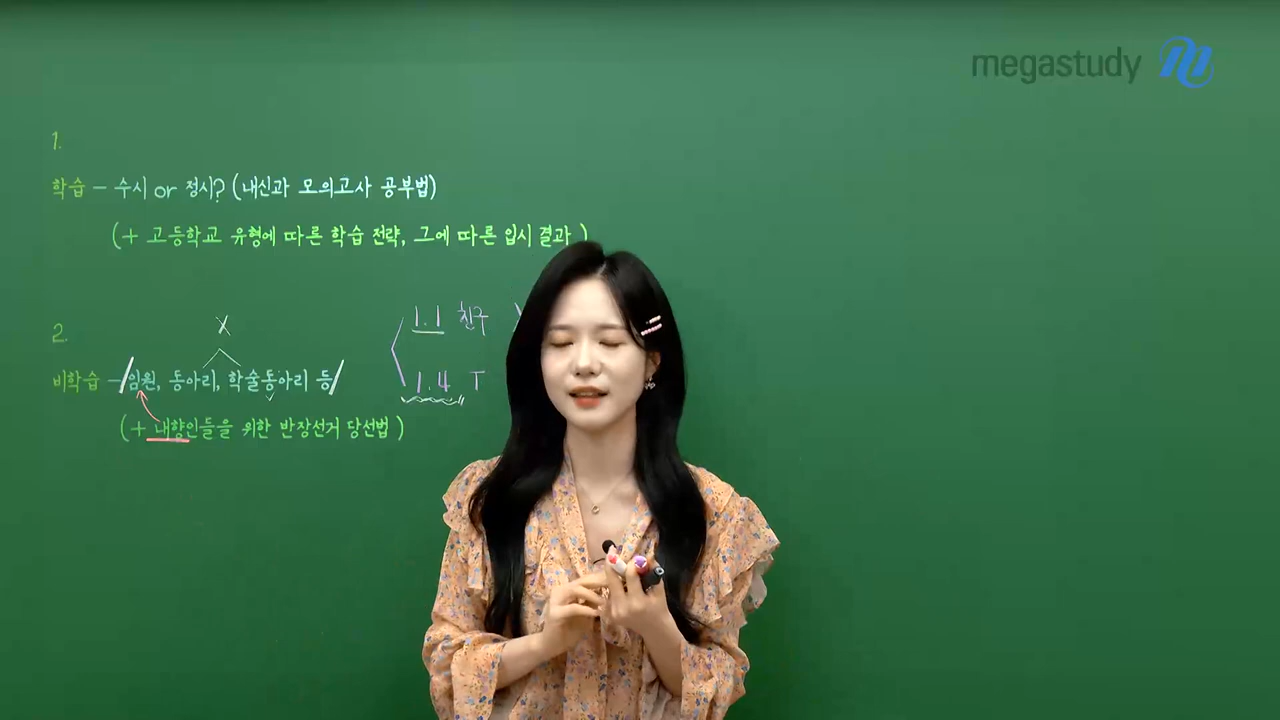 megastudy
1.
학습 - 수시 or 정시? (내신과 모의고사 공부법)
(+ 고등학교 유형에 따른 학습 전략, 그에 따른 입시 결과)
X
1.1 친구
2.
비학습 - 임원, 동아리, 학술동아리 등
1.4 T
(+ 내향인들을 위한 반장선거 당선법)